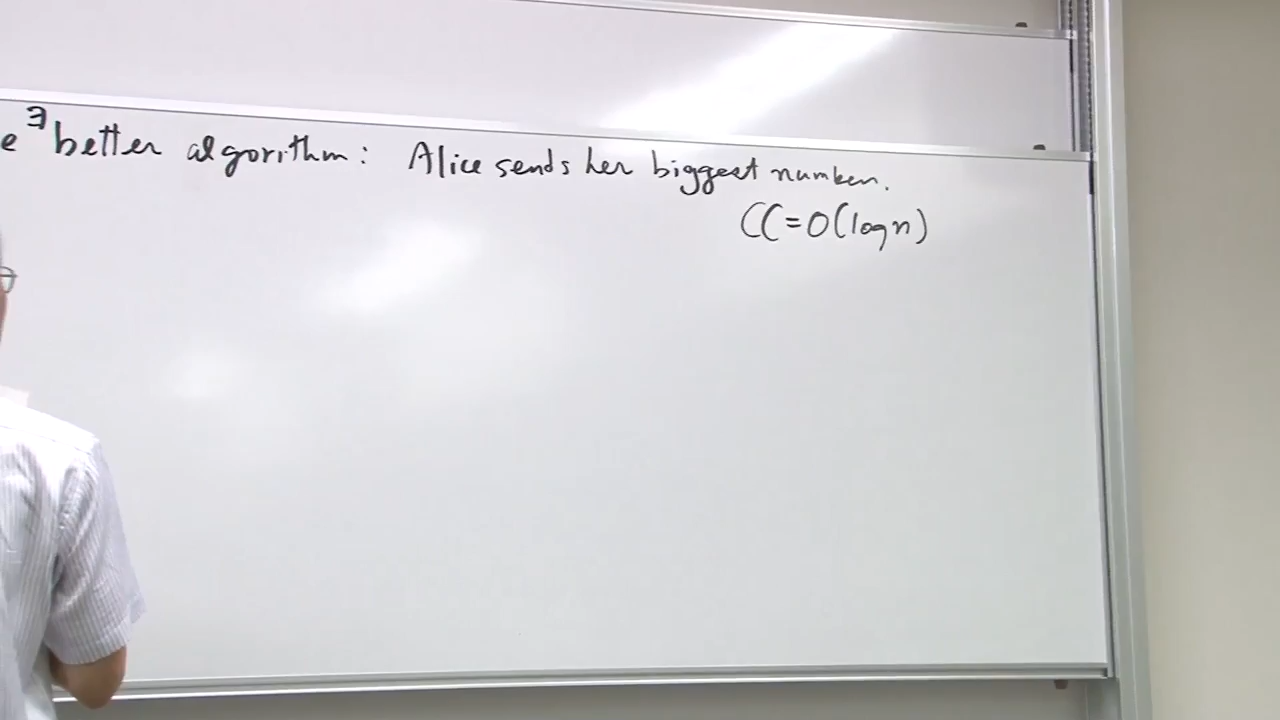 e ∃ better algorithm: Alice sends her biggest number.
CC=O(log n)